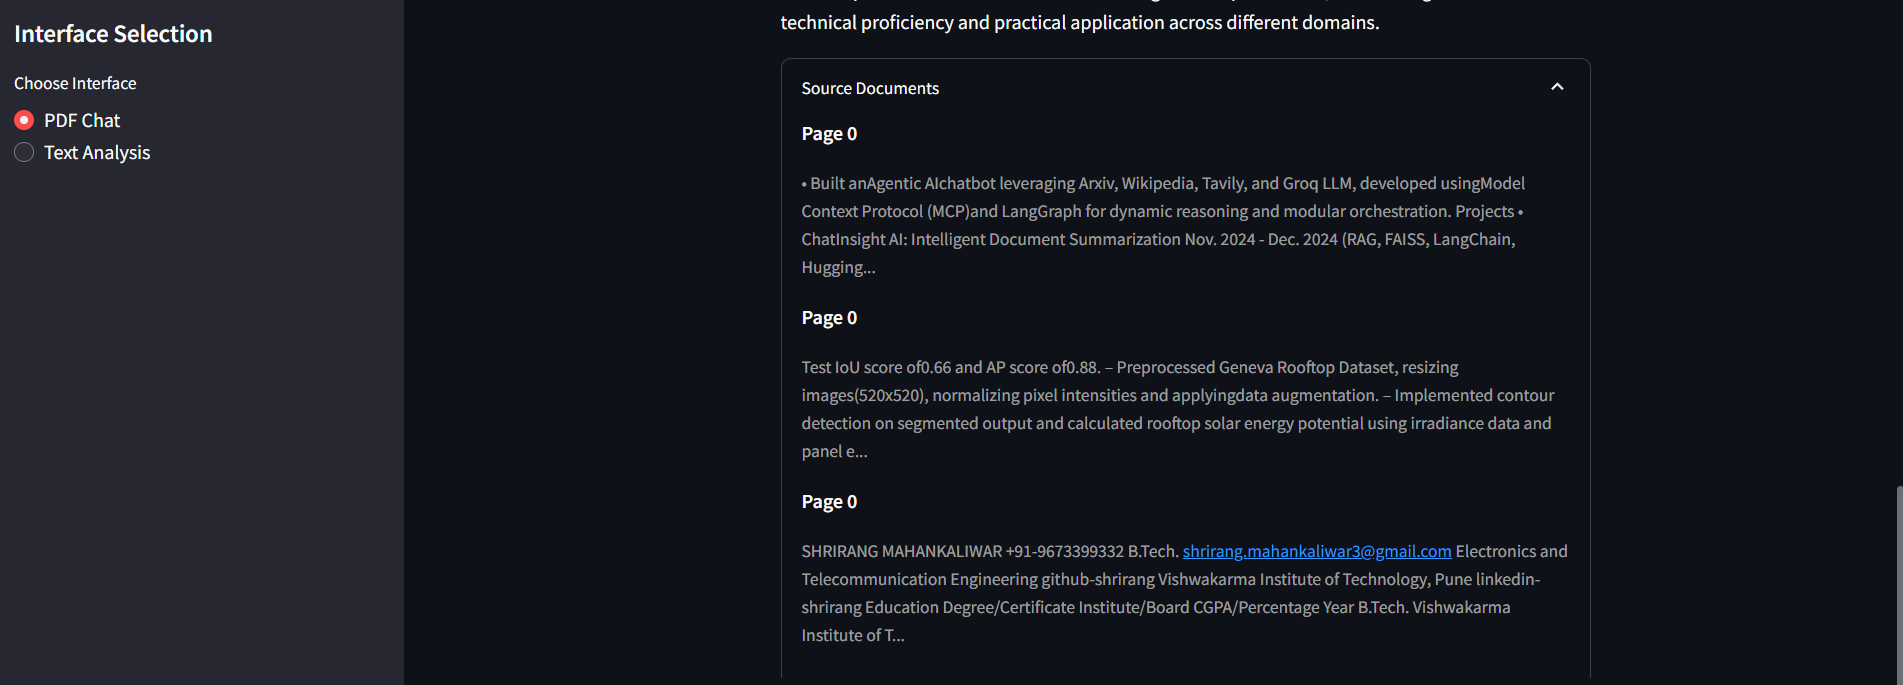 Interface Selection
Choose Interface
PDF Chat
Text Analysis
technical proficiency and practical application across different domains.
Source Documents
Page 0
• Built anAgentic AIchatbot leveraging Arxiv, Wikipedia, Tavily, and Groq LLM, developed usingModel
Context Protocol (MCP)and LangGraph for dynamic reasoning and modular orchestration. Projects •
ChatInsight AI: Intelligent Document Summarization Nov. 2024 - Dec. 2024 (RAG, FAISS, LangChain,
Hugging...
Page 0
Test IoU score of0.66 and AP score of0.88. – Preprocessed Geneva Rooftop Dataset, resizing
images(520x520), normalizing pixel intensities and applyingdata augmentation. – Implemented contour
detection on segmented output and calculated rooftop solar energy potential using irradiance data and
panel e...
Page 0
SHRIRANG MAHANKALIWAR +91-9673399332 B.Tech. shrirang.mahankaliwar3@gmail.com Electronics and
Telecommunication Engineering github-shrirang Vishwakarma Institute of Technology, Pune linkedin-
shrirang Education Degree/Certificate Institute/Board CGPA/Percentage Year B.Tech. Vishwakarma
Institute of T...